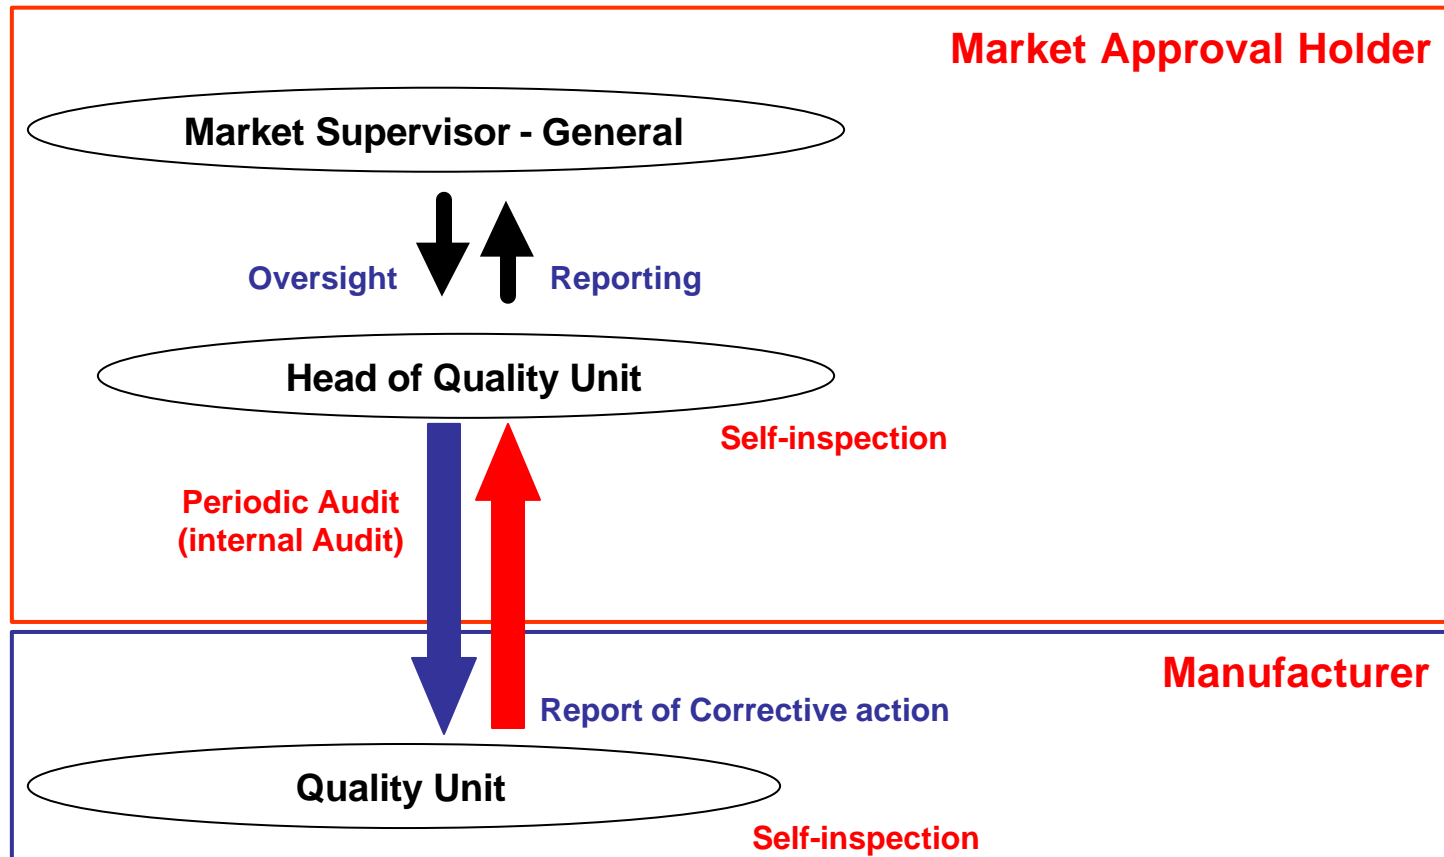 Market Approval Holder
Market Supervisor - General
Oversight
Reporting
Head of Quality Unit
Self-inspection
Periodic Audit
(internal Audit)
Manufacturer
Report of Corrective action
Quality Unit
Self-inspection